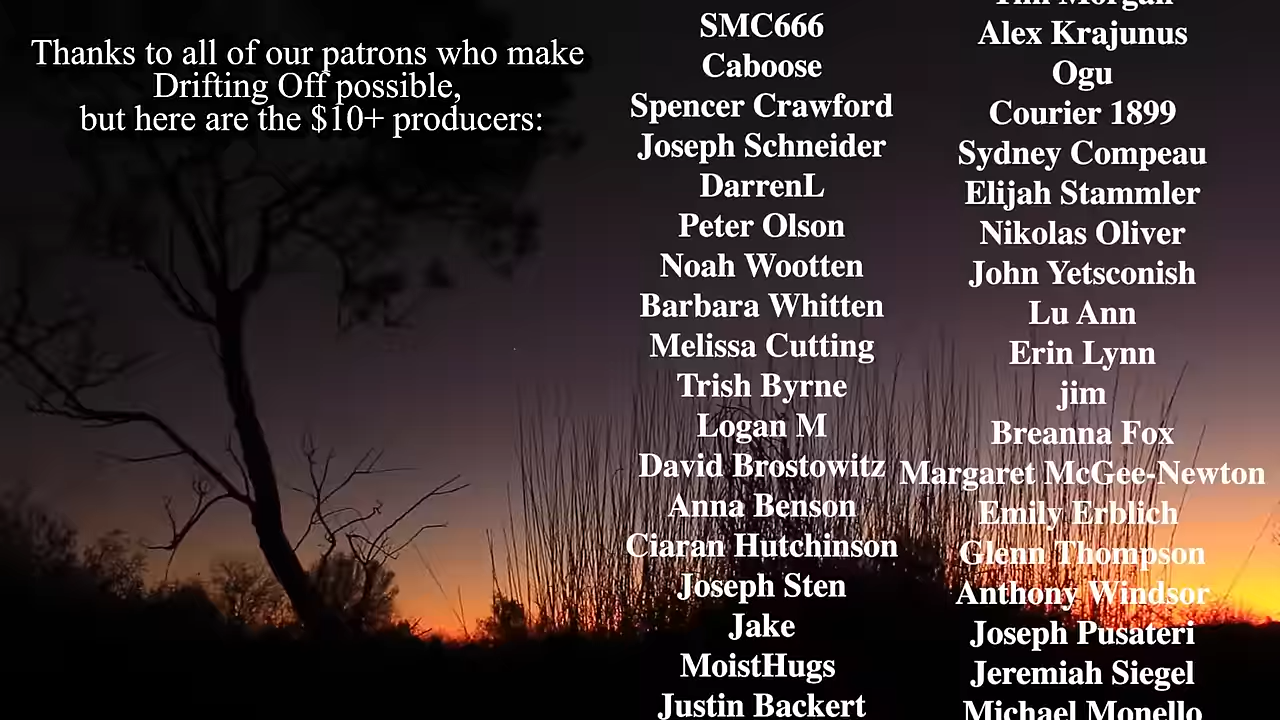 Thanks to all of our patrons who make
Drifting Off possible,
but here are the $10+ producers:
SMC666
Caboose
Spencer Crawford
Joseph Schneider
DarrenL
Peter Olson
Noah Wootten
Barbara Whitten
Melissa Cutting
Trish Byrne
Logan M
David Brostowitz
Anna Benson
Ciaran Hutchinson
Joseph Sten
Jake
MoistHugs
Justin Backert
Tim Morgan
Alex Krajunus
Ogu
Courier 1899
Sydney Compeau
Elijah Stammler
Nikolas Oliver
John Yetsconish
Lu Ann
Erin Lynn
jim
Breanna Fox
Margaret McGee-Newton
Emily Erblich
Glenn Thompson
Anthony Windsor
Joseph Pusateri
Jeremiah Siegel
Michael Monello